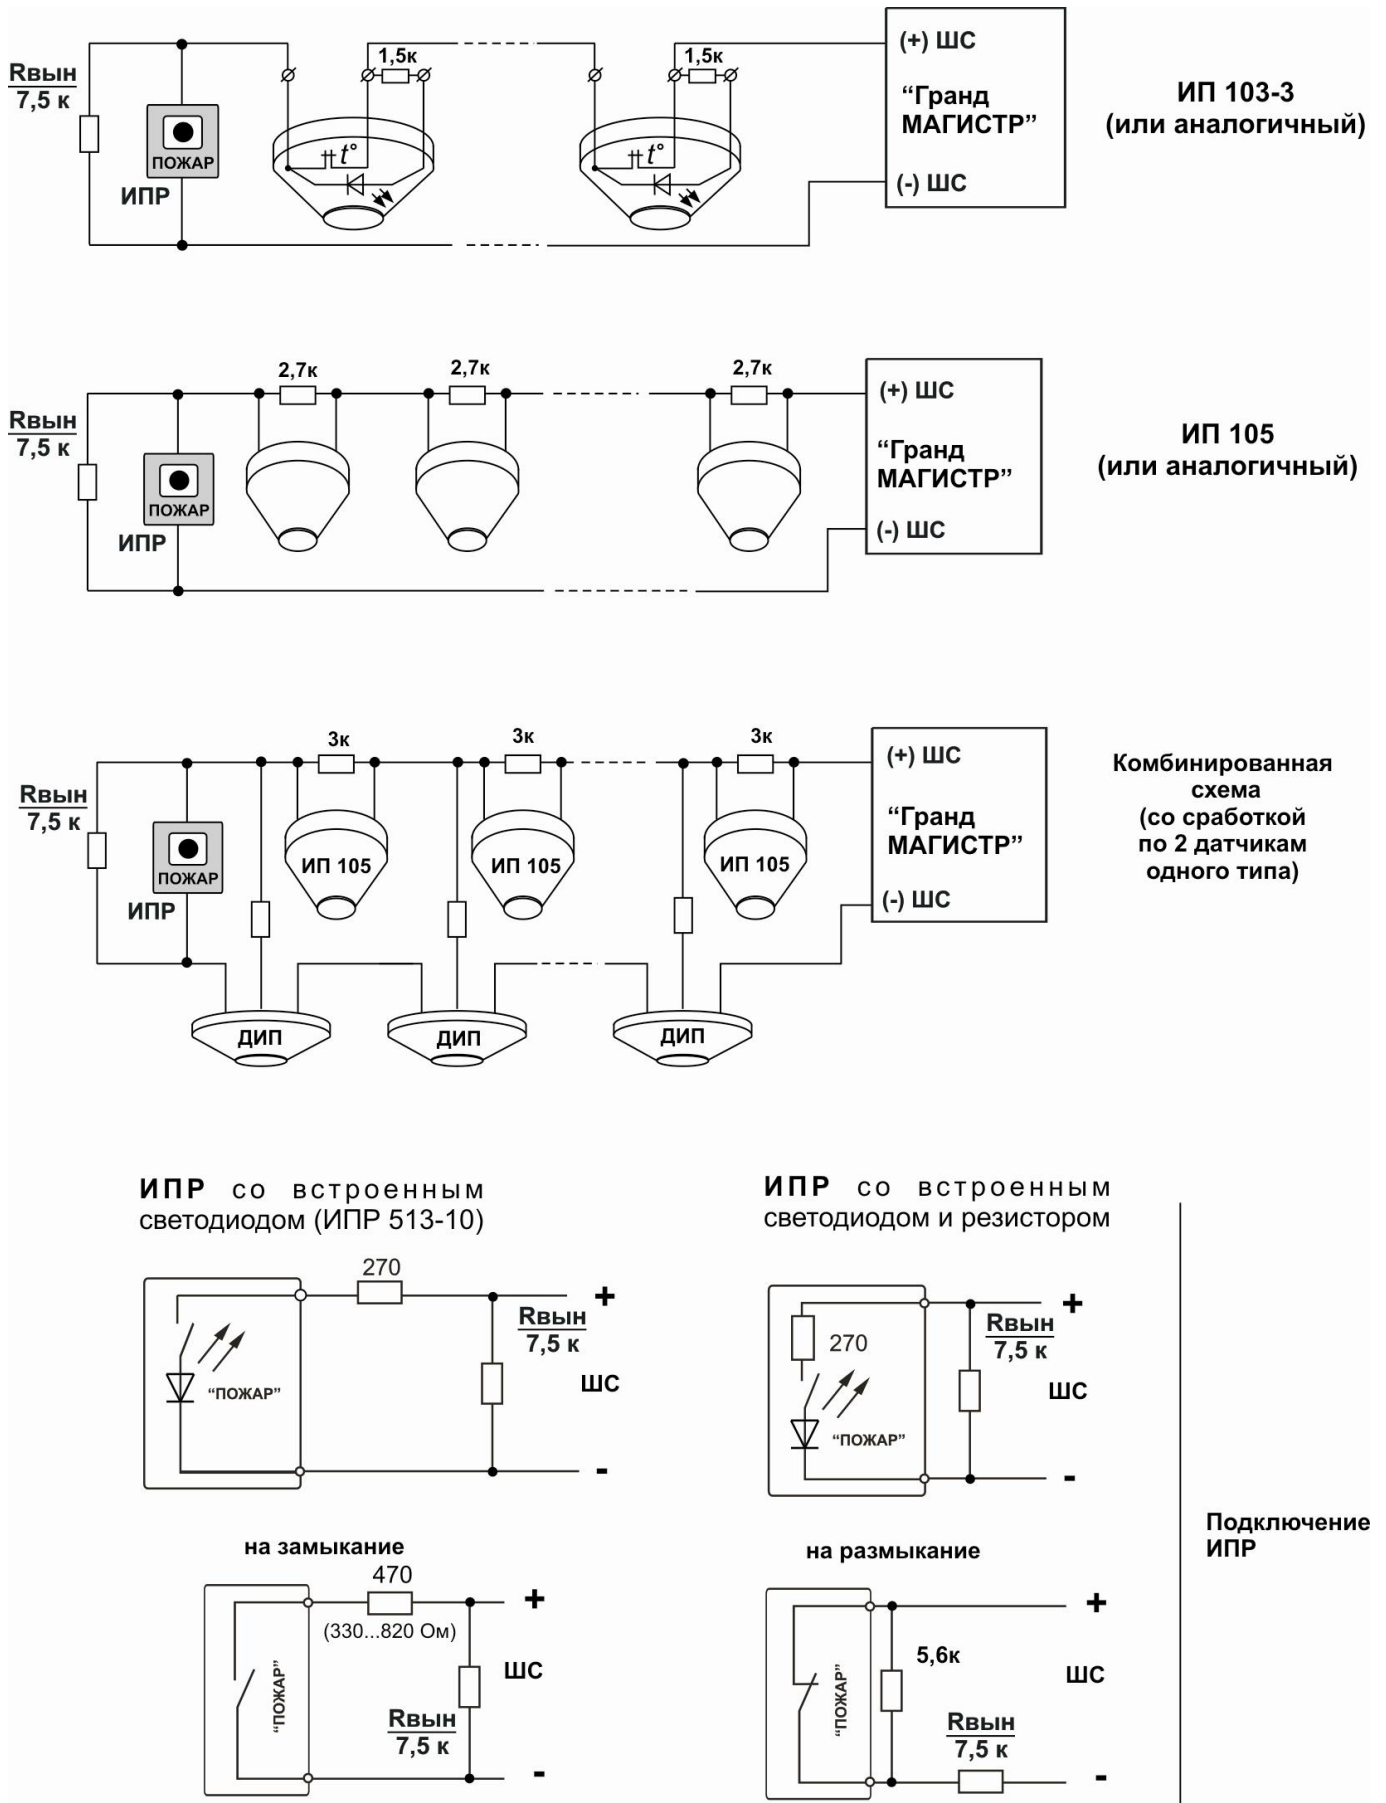 Rвын
7,5 к
ПОЖАР
ИПР
t°
1,5к
t°
1,5к
(+) ШС
“Гранд
МАГИСТР”
(-) ШС
ИП 103-3
(или аналогичный)
Rвын
7,5 к
ПОЖАР
ИПР
2,7к
2,7к
2,7к
(+) ШС
“Гранд
МАГИСТР”
(-) ШС
ИП 105
(или аналогичный)
Rвын
7,5 к
ПОЖАР
ИПР
3к
3к
3к
ИП 105
ИП 105
ИП 105
ДИП
ДИП
ДИП
(+) ШС
“Гранд
МАГИСТР”
(-) ШС
Комбинированная
схема
(со сработкой
по 2 датчикам
одного типа)
ИПР со встроенным
светодиодом (ИПР 513-10)
270
“ПОЖАР”
Rвын
7,5 к
+
ШС
-
ИПР со встроенным
светодиодом и резистором
270
“ПОЖАР”
Rвын
7,5 к
+
ШС
-
на замыкание
470
(330...820 Ом)
“ПОЖАР”
Rвын
7,5 к
+
ШС
-
на размыкание
“ПОЖАР”
5,6к
Rвын
7,5 к
+
ШС
-
Подключение
ИПР